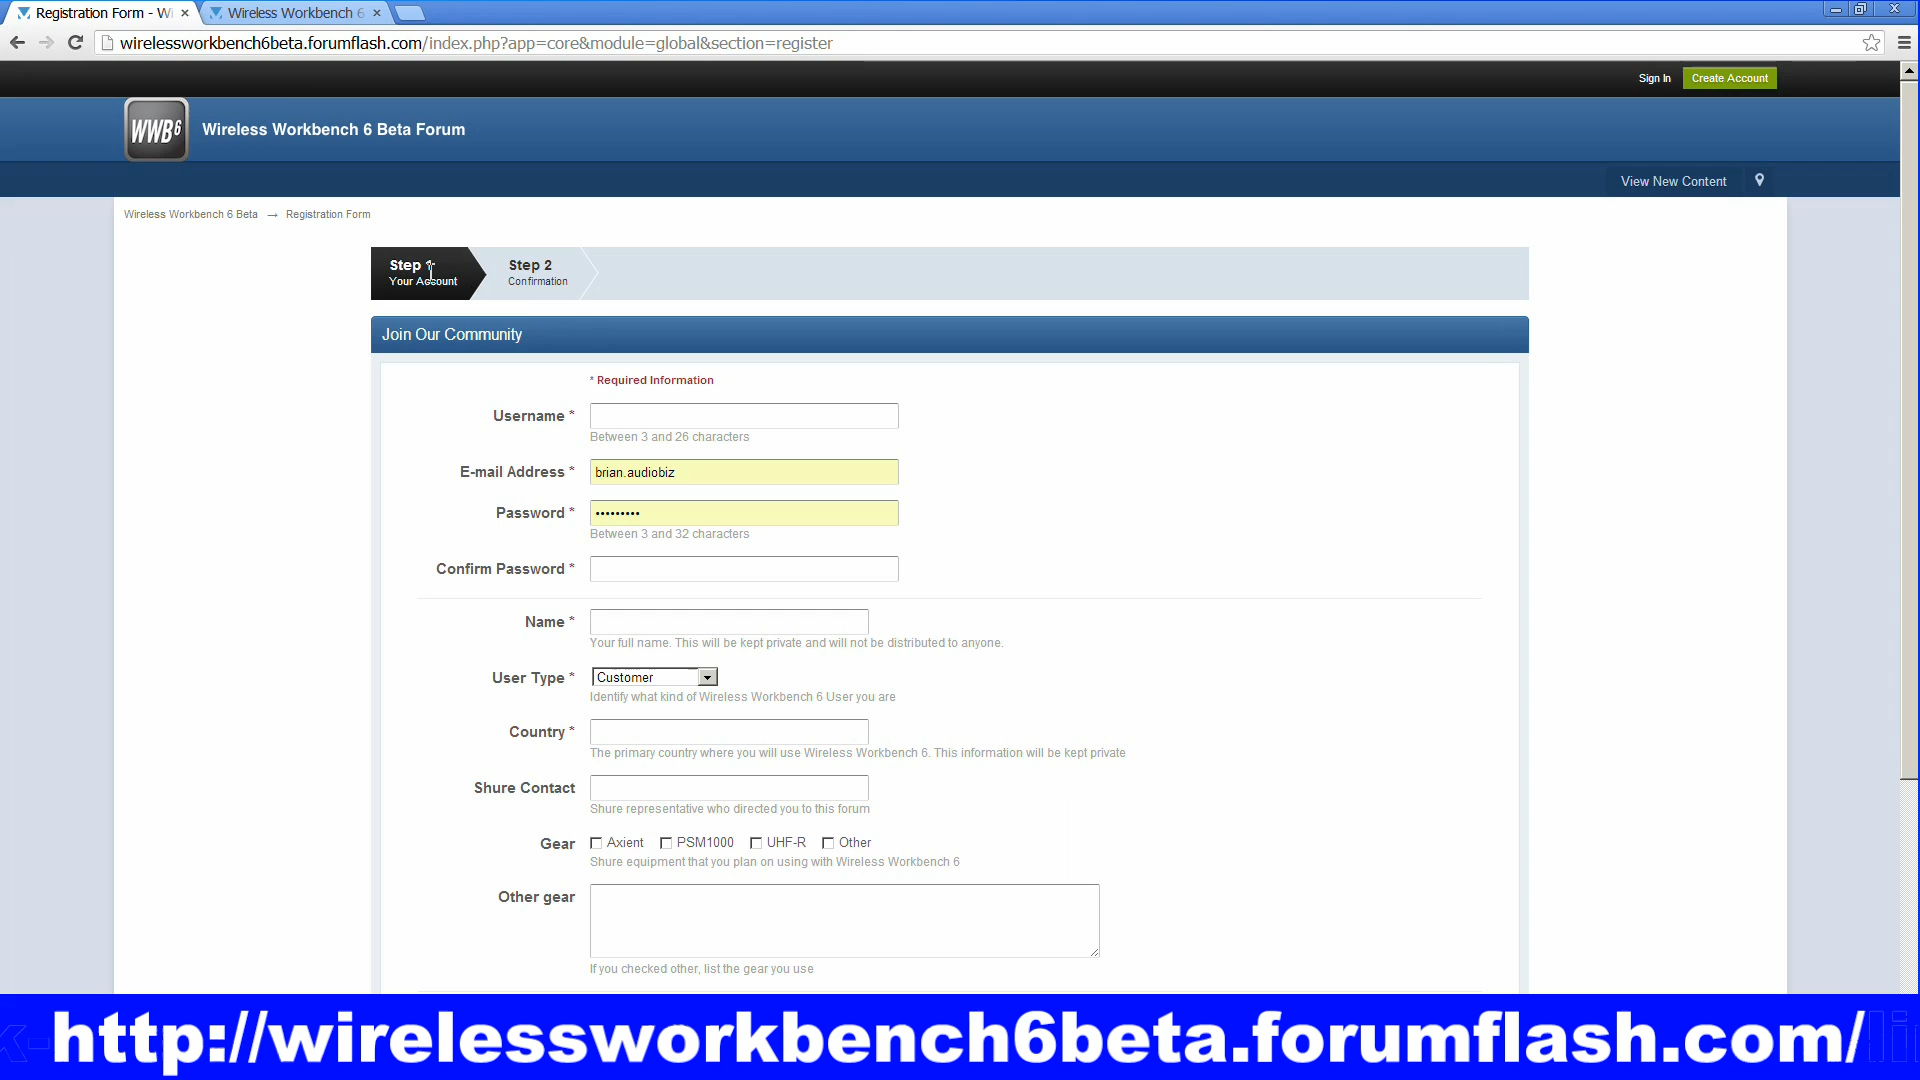 Registration Form - Wi
Wireless Workbench 6
wirelessworkbench6beta.forumflash.com/index.php?app=core&module=global&section=register
Sign In
Create Account
WWB6
Wireless Workbench 6 Beta Forum
View New Content
Wireless Workbench 6 Beta → Registration Form
Step 1
Your Account
Step 2
Confirmation
Join Our Community
* Required Information
Username *
Between 3 and 26 characters
E-mail Address *
brian.audiobiz
Password *
•••••••••
Between 3 and 32 characters
Confirm Password *
Name *
Your full name. This will be kept private and will not be distributed to anyone.
User Type *
Customer
Identify what kind of Wireless Workbench 6 User you are
Country *
The primary country where you will use Wireless Workbench 6. This information will be kept private
Shure Contact
Shure representative who directed you to this forum
Gear
Axient PSM1000 UHF-R Other
Shure equipment that you plan on using with Wireless Workbench 6
Other gear
If you checked other, list the gear you use
k-http://wirelessworkbench6beta.forumflash.com/li